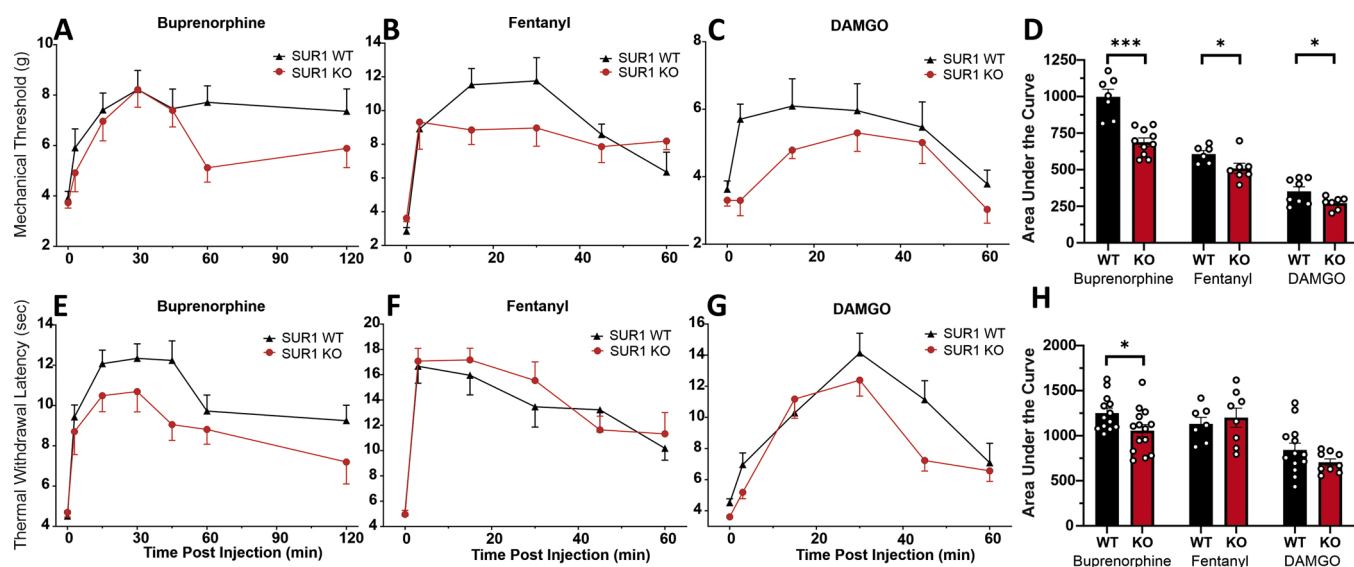 A
Buprenorphine
Mechanical Threshold (g)
10
8
6
4
2
0
30
60
90
120
SUR1 WT
SUR1 KO
B
Fentanyl
14
12
10
8
6
4
2
0
20
40
60
SUR1 WT
SUR1 KO
C
DAMGO
8
6
4
2
0
20
40
60
SUR1 WT
SUR1 KO
D
Area Under the Curve
1250
1000
750
500
250
0
***
*
*
WT KO WT KO WT KO
Buprenorphine Fentanyl DAMGO
E
Buprenorphine
Thermal Withdrawal Latency (sec)
14
12
10
8
6
4
0
30
60
90
120
Time Post Injection (min)
SUR1 WT
SUR1 KO
F
Fentanyl
20
18
16
14
12
10
8
6
4
0
20
40
60
Time Post Injection (min)
SUR1 WT
SUR1 KO
G
DAMGO
16
14
12
10
8
6
4
0
20
40
60
Time Post Injection (min)
SUR1 WT
SUR1 KO
H
Area Under the Curve
2000
1500
1000
500
0
*
WT KO WT KO WT KO
Buprenorphine Fentanyl DAMGO